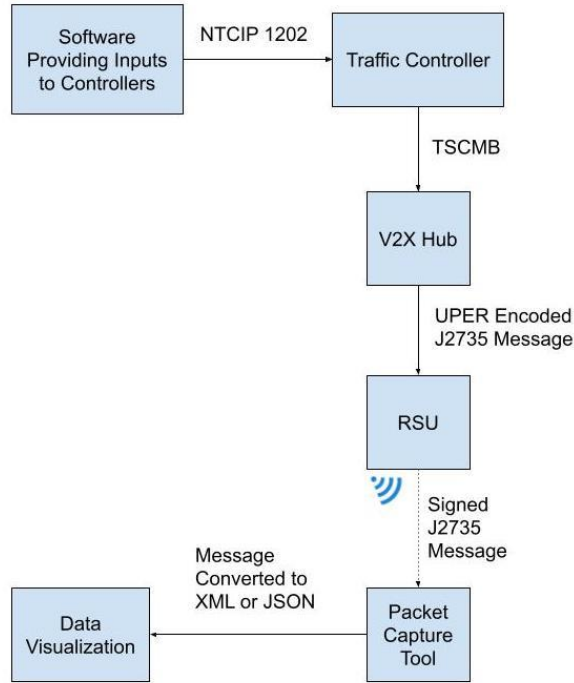 Software
Providing Inputs
to Controllers
NTCIP 1202
Traffic Controller
TSCMB
V2X Hub
UPER Encoded
J2735 Message
RSU
Signed
J2735
Message
Packet
Capture
Tool
Message
Converted to
XML or JSON
Data
Visualization